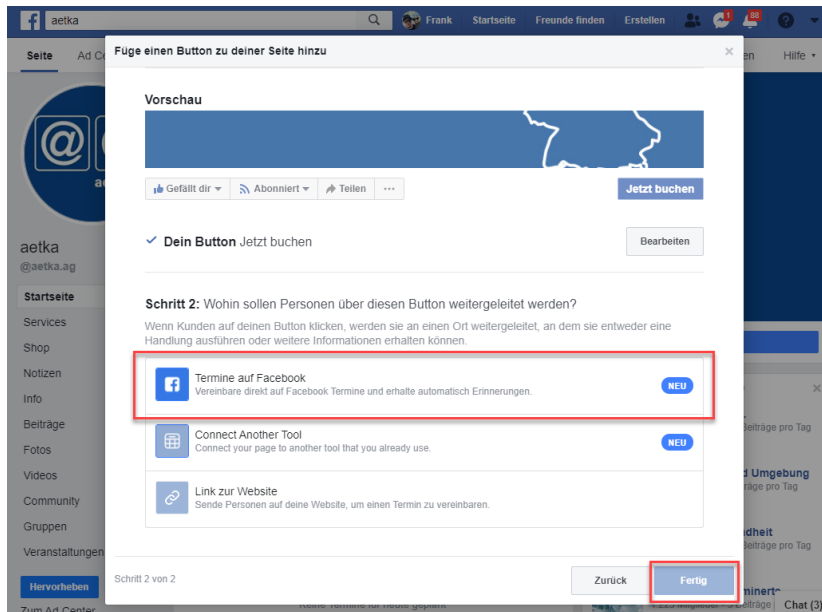 aetka
Frank
Startseite
Freunde finden
Erstellen
1
88
Seite
Ad Ce
en
Hilfe
Füge einen Button zu deiner Seite hinzu
Vorschau
Gefällt dir
Abonniert
Teilen
Jetzt buchen
Dein Button Jetzt buchen
Bearbeiten
aetka
@aetka.ag
Startseite
Services
Shop
Notizen
Info
Beiträge
Fotos
Videos
Community
Gruppen
Veranstaltungen
Hervorheben
Zum Ad Center
Schritt 2: Wohin sollen Personen über diesen Button weitergeleitet werden?
Wenn Kunden auf deinen Button klicken, werden sie an einen Ort weitergeleitet, an dem sie entweder eine
Handlung ausführen oder weitere Informationen erhalten können.
Termine auf Facebook
Vereinbare direkt auf Facebook Termine und erhalte automatisch Erinnerungen.
NEU
Connect Another Tool
Connect your page to another tool that you already use.
NEU
Link zur Website
Sende Personen auf deine Website, um einen Termin zu vereinbaren.
Schritt 2 von 2
Zurück
Fertig
Beiträge pro Tag
d Umgebung
räge pro Tag
dheit
Beiträge pro Tag
Keine Termine für heute geplant
Chat (3)